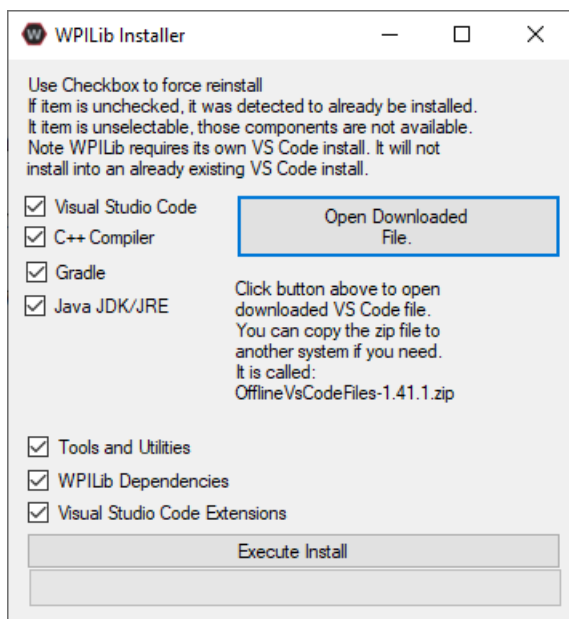 WPILib Installer
Use Checkbox to force reinstall
If item is unchecked, it was detected to already be installed.
It item is unselectable, those components are not available.
Note WPILib requires its own VS Code install. It will not
install into an already existing VS Code install.
Visual Studio Code
C++ Compiler
Gradle
Java JDK/JRE
Open Downloaded
File.
Click button above to open
downloaded VS Code file.
You can copy the zip file to
another system if you need.
It is called:
OfflineVsCodeFiles-1.41.1.zip
Tools and Utilities
WPILib Dependencies
Visual Studio Code Extensions
Execute Install